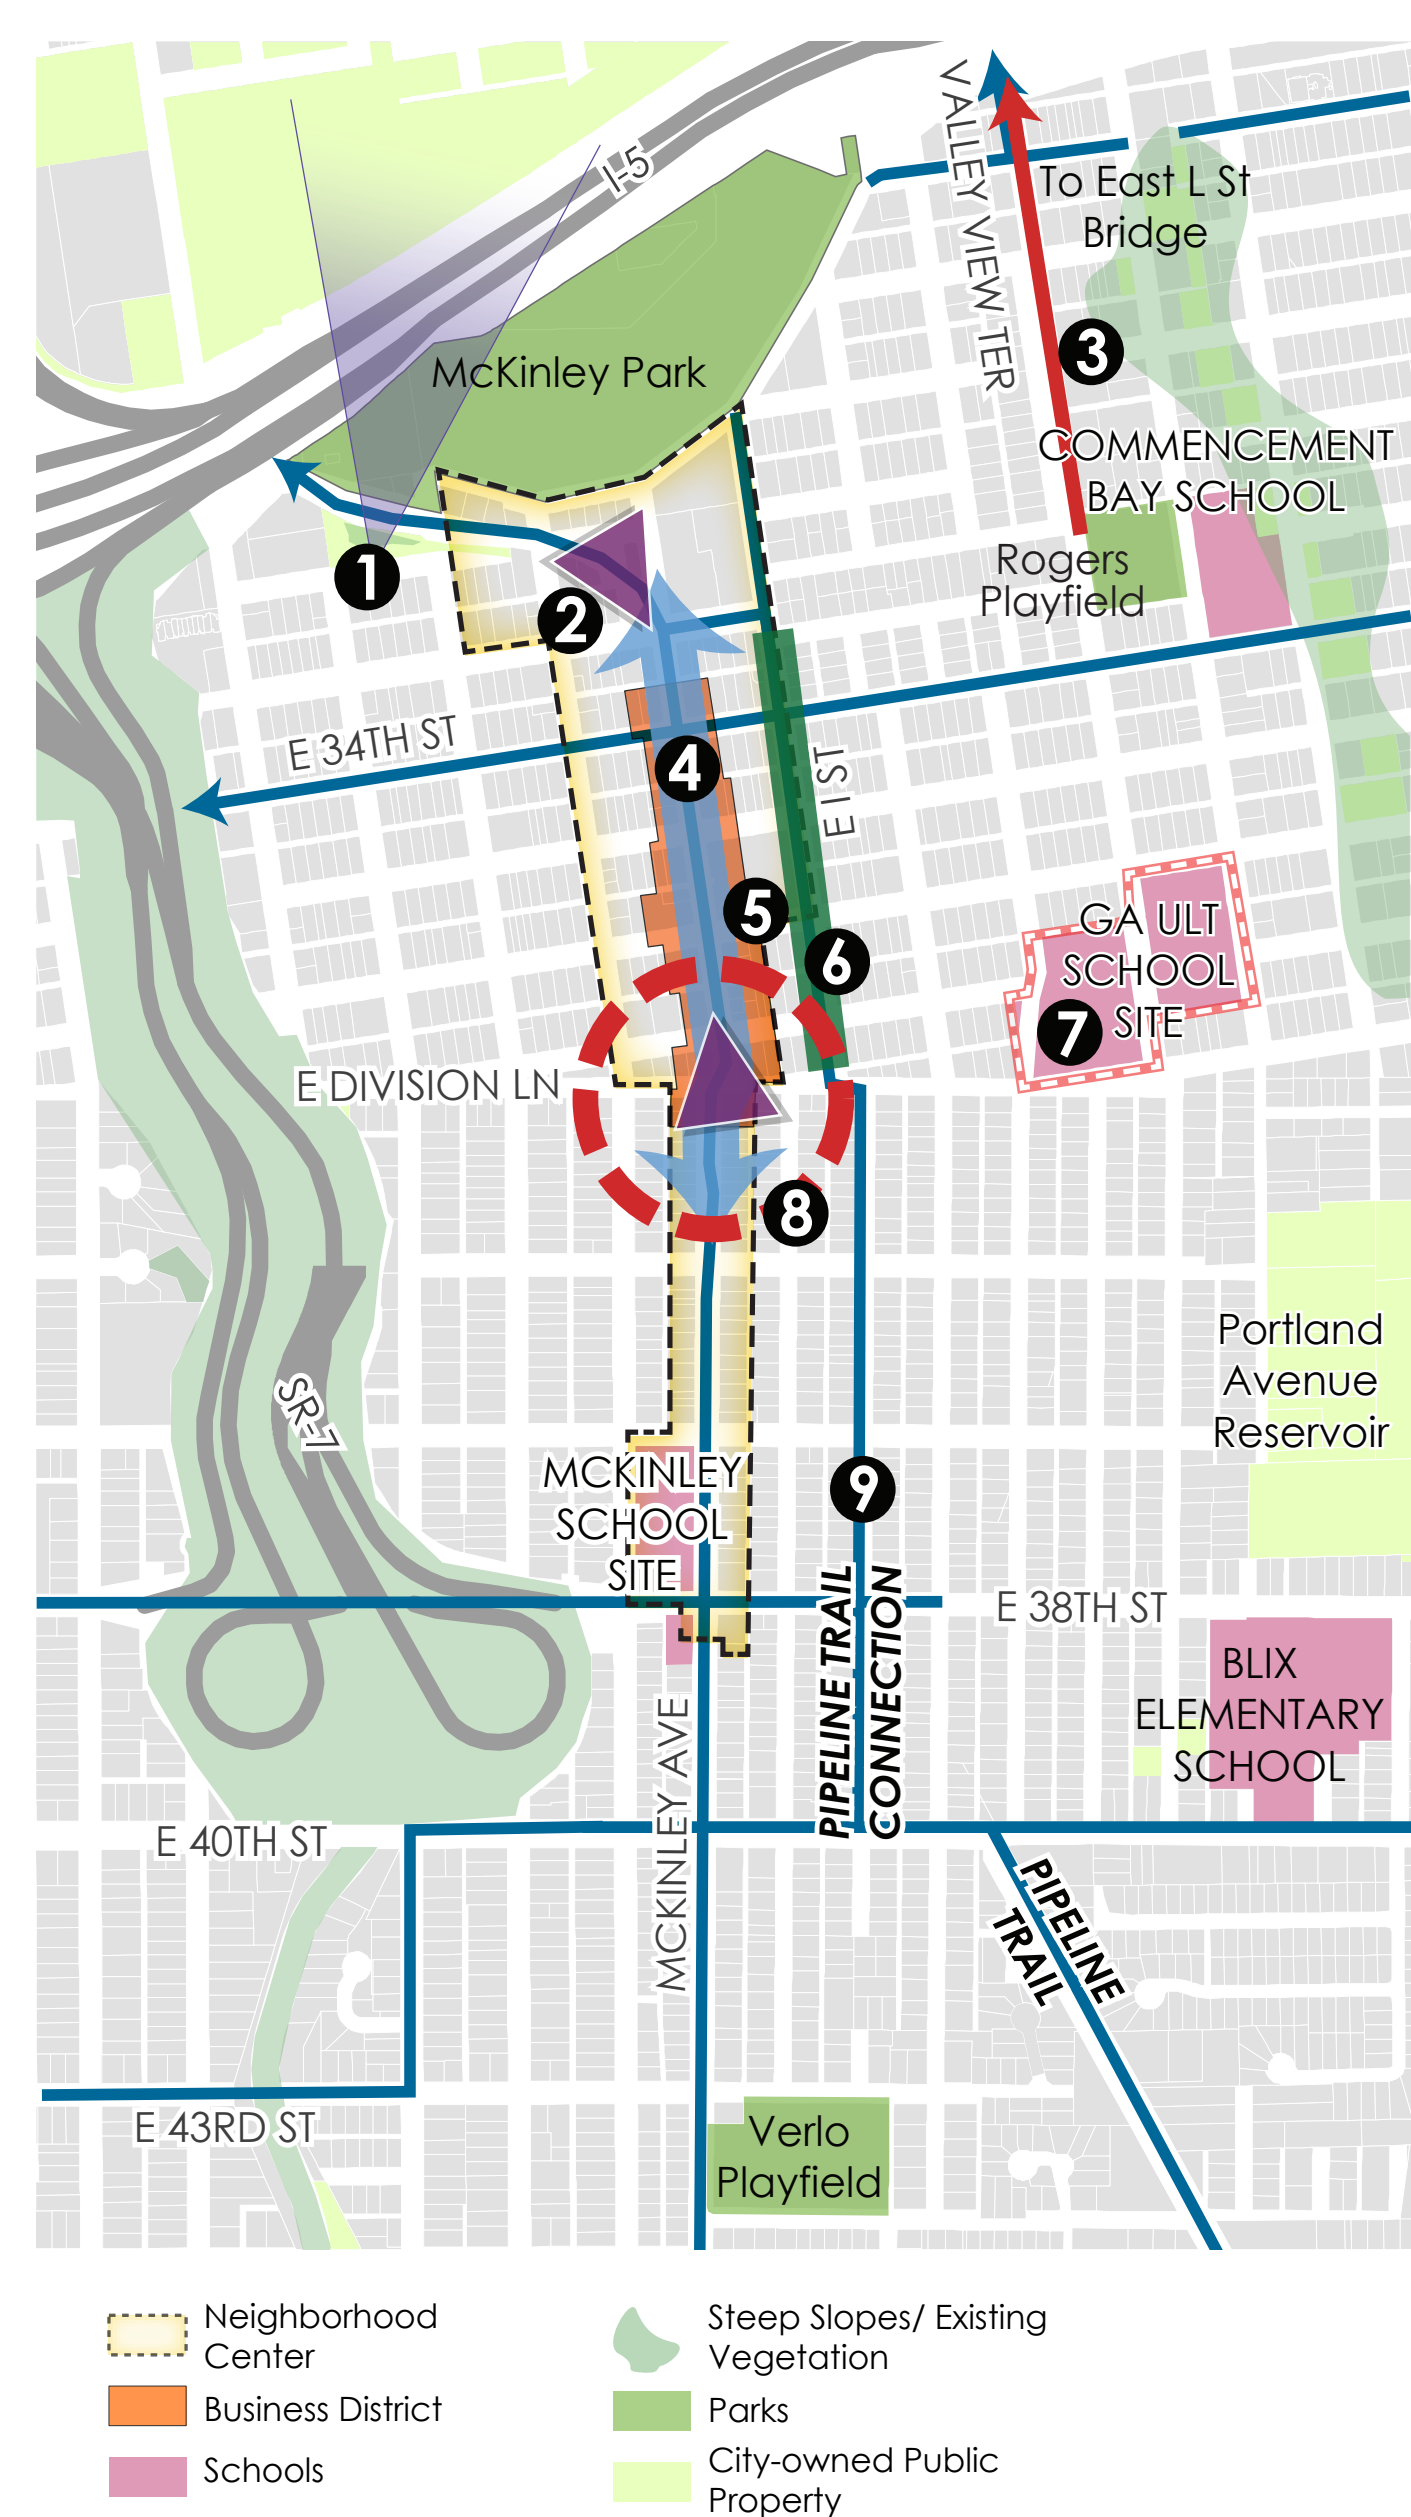 I-5
VALLEY VIEW TER
To East L St
Bridge
McKinley Park
3
COMMENCEMENT
BAY SCHOOL
Rogers
Playfield
1
2
E 34TH ST
4
E I ST
5
6
GA ULT
SCHOOL
SITE
7
E DIVISION LN
8
Portland
Avenue
Reservoir
SR-7
MCKINLEY
SCHOOL
SITE
9
PIPELINE TRAIL
CONNECTION
E 38TH ST
BLIX
ELEMENTARY
SCHOOL
MCKINLEY AVE
E 40TH ST
PIPELINE
TRAIL
E 43RD ST
Verlo
Playfield
Neighborhood
Center
Business District
Schools
Steep Slopes/ Existing
Vegetation
Parks
City-owned Public
Property